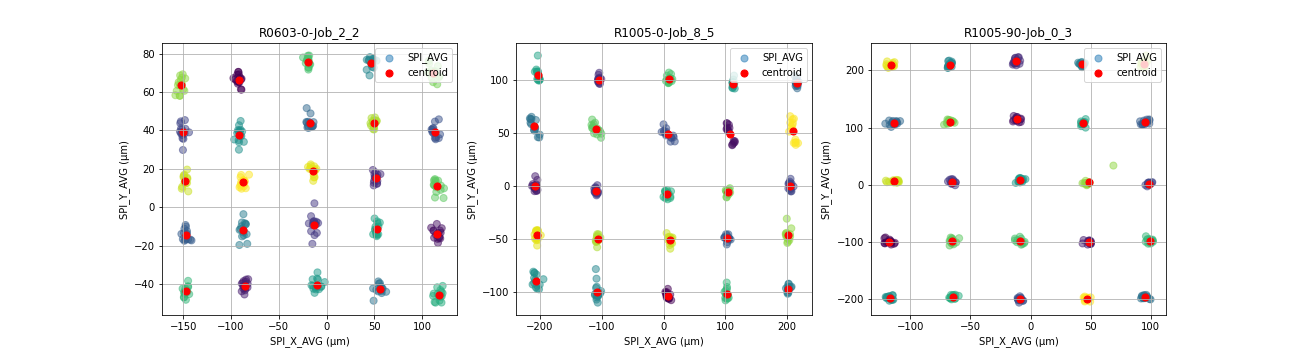 R0603-0-Job_2_2
80
60
40
20
0
−20
−40
SPI_Y_AVG (μm)
−150
−100
−50
0
50
100
SPI_X_AVG (μm)
SPI_AVG
centroid
R1005-0-Job_8_5
100
50
0
−50
−100
SPI_Y_AVG (μm)
−200
−100
0
100
200
SPI_X_AVG (μm)
SPI_AVG
centroid
R1005-90-Job_0_3
200
100
0
−100
−200
SPI_Y_AVG (μm)
−100
−50
0
50
100
SPI_X_AVG (μm)
SPI_AVG
centroid